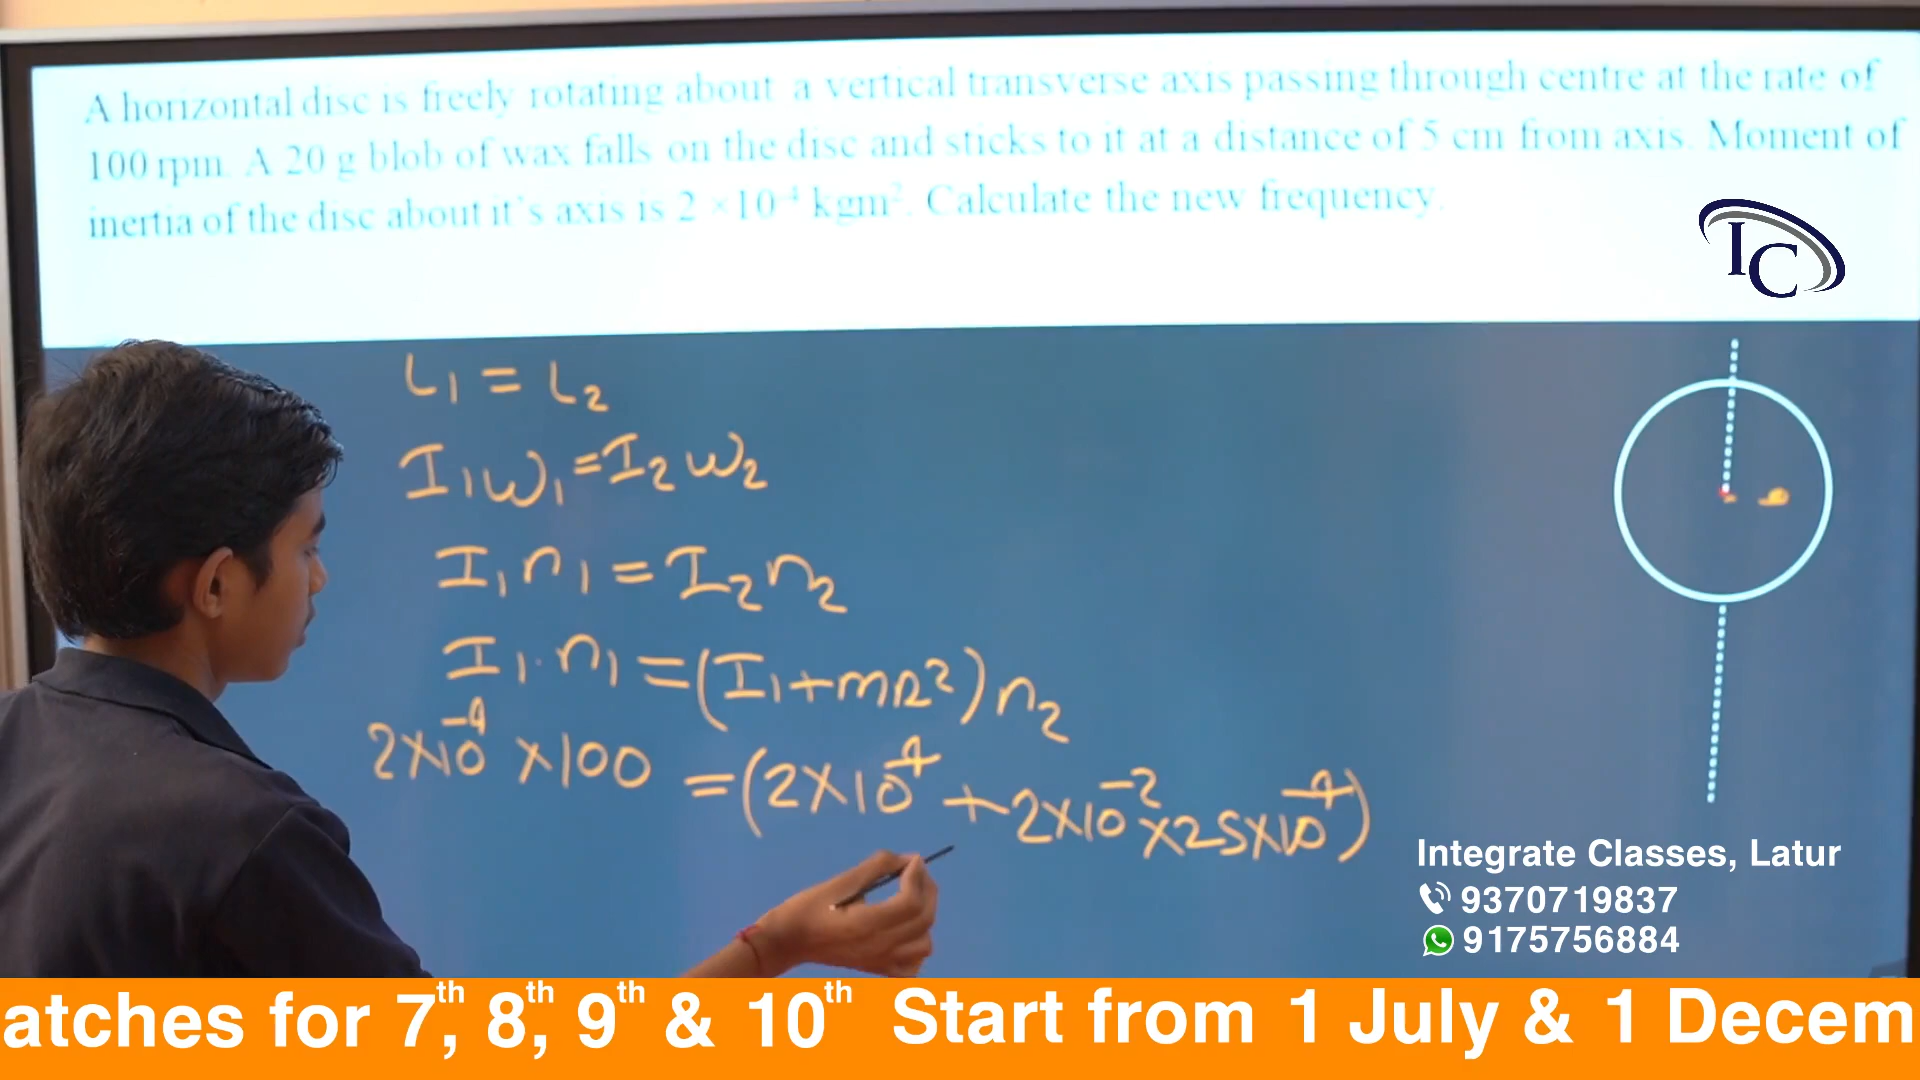 A horizontal disc is freely rotating about a vertical transverse axis passing through centre at the rate of
100 rpm. A 20 g blob of wax falls on the disc and sticks to it at a distance of 5 cm from axis. Moment of
inertia of the disc about it's axis is 2 ×10⁻⁴ kgm². Calculate the new frequency.
IC
L₁ = L₂
I₁ω₁ = I₂ω₂
I₁n₁ = I₂n₂
I₁.n₁ = (I₁+mR²)n₂
2×10⁻⁴ ×100 = (2×10⁻⁴ + 2×10⁻²×25×10⁻⁴)
Integrate Classes, Latur
9370719837
9175756884
atches for 7th, 8th, 9th & 10th Start from 1 July & 1 Decem